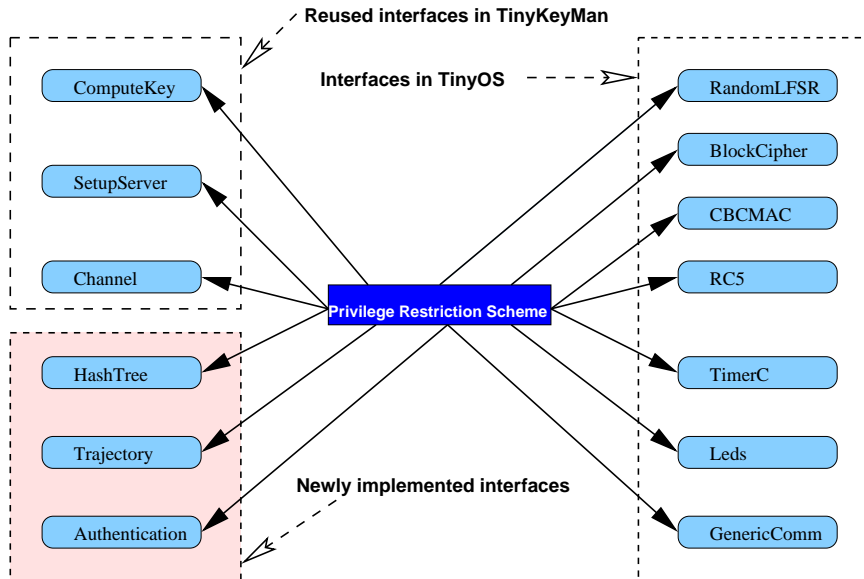 Reused interfaces in TinyKeyMan
Interfaces in TinyOS
ComputeKey
SetupServer
Channel
HashTree
Trajectory
Authentication
Privilege Restriction Scheme
RandomLFSR
BlockCipher
CBCMAC
RC5
TimerC
Leds
GenericComm
Newly implemented interfaces